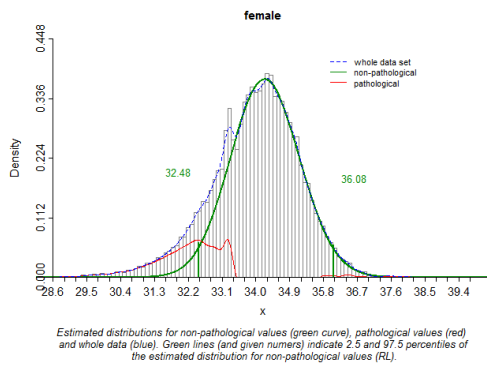 female
0.448
0.336
0.224
0.112
0.000
Density
whole data set
non-pathological
pathological
32.48
36.08
28.6 29.5 30.4 31.3 32.2 33.1 34.0 34.9 35.8 36.7 37.6 38.5 39.4
x
Estimated distributions for non-pathological values (green curve), pathological values (red)
and whole data (blue). Green lines (and given numers) indicate 2.5 and 97.5 percentiles of
the estimated distribution for non-pathological values (RL).